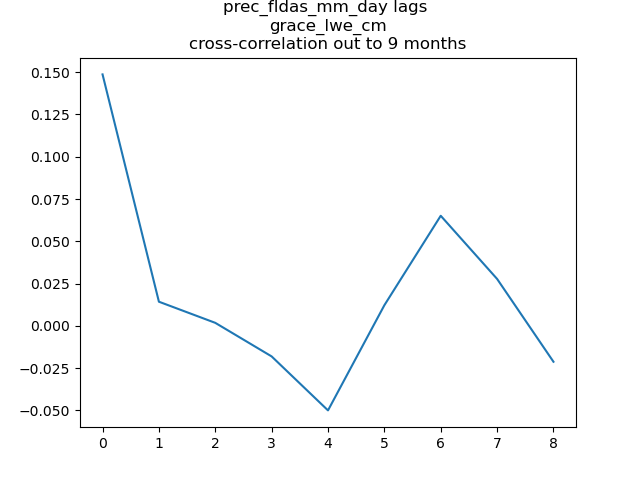 prec_fldas_mm_day lags
grace_lwe_cm
cross-correlation out to 9 months
0.150
0.125
0.100
0.075
0.050
0.025
0.000
−0.025
−0.050
0 1 2 3 4 5 6 7 8